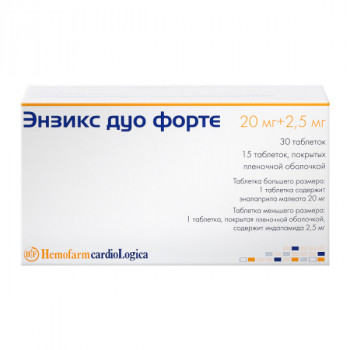 Энзикс дуо форте 20 мг+2,5 мг
30 таблеток
15 таблеток, покрытых
пленочной оболочкой
Таблетка большего размера:
1 таблетка содержит
эналаприла малеата 20 мг
Таблетка меньшего размера:
1 таблетка, покрытая пленочной оболочкой,
содержит индапамида 2,5 мг
HF HemofarmcardioLogica